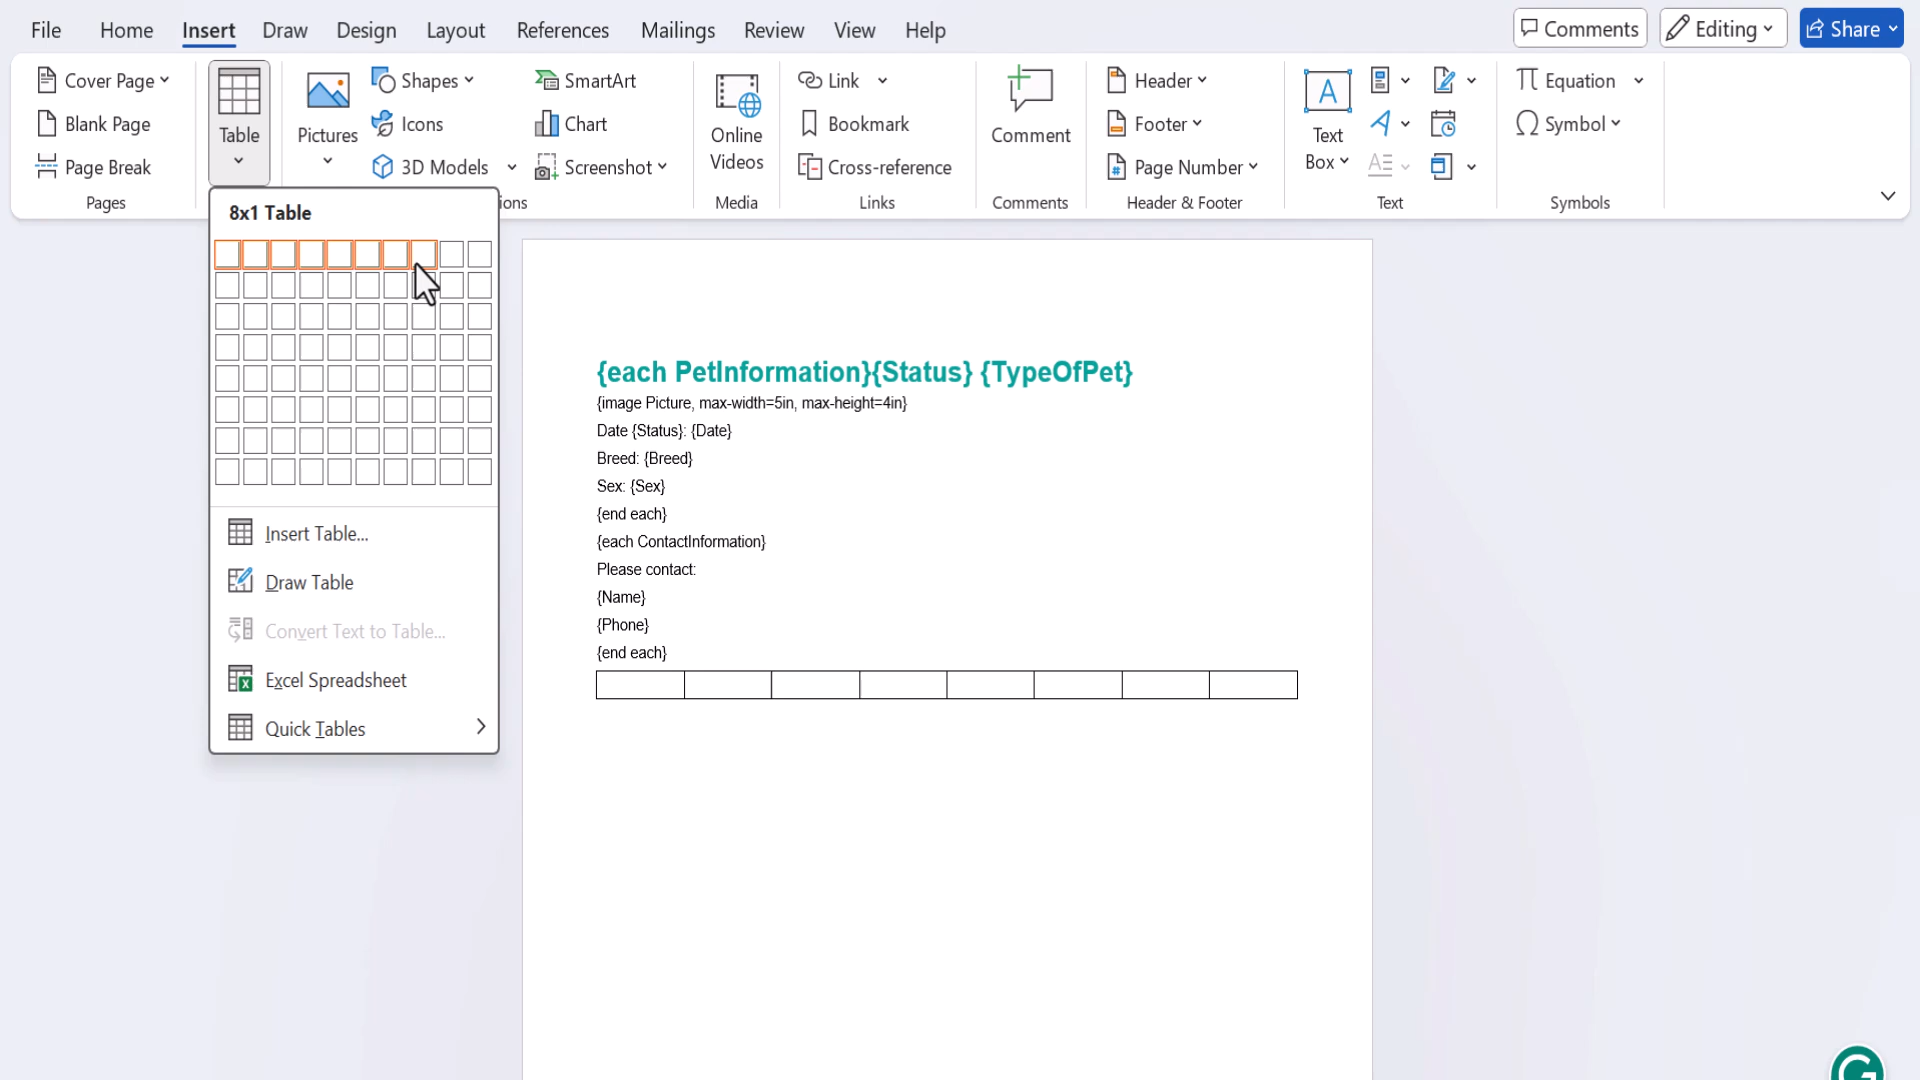 File Home Insert Draw Design Layout References Mailings Review View Help Comments Editing Share
Cover Page
Blank Page
Page Break
Pages
Table
Pictures
Shapes
Icons
3D Models
SmartArt
Chart
Screenshot
ions
Online
Videos
Media
Link
Bookmark
Cross-reference
Links
Comment
Comments
Header
Footer
Page Number
Header & Footer
A
Text
Box
Text
Equation
Symbol
Symbols
8x1 Table
Insert Table...
Draw Table
Convert Text to Table...
Excel Spreadsheet
Quick Tables
{each PetInformation}{Status} {TypeOfPet}
{image Picture, max-width=5in, max-height=4in}
Date {Status}: {Date}
Breed: {Breed}
Sex: {Sex}
{end each}
{each ContactInformation}
Please contact:
{Name}
{Phone}
{end each}